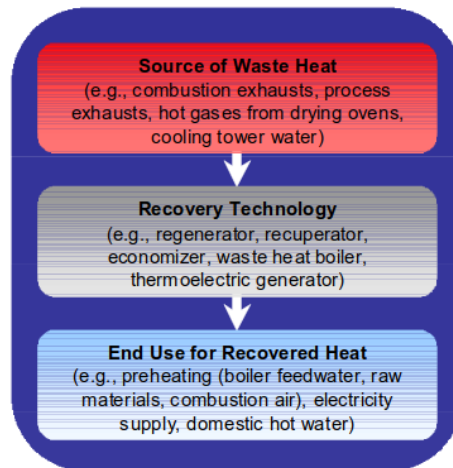 Source of Waste Heat
(e.g., combustion exhausts, process
exhausts, hot gases from drying ovens,
cooling tower water)
Recovery Technology
(e.g., regenerator, recuperator,
economizer, waste heat boiler,
thermoelectric generator)
End Use for Recovered Heat
(e.g., preheating (boiler feedwater, raw
materials, combustion air), electricity
supply, domestic hot water)